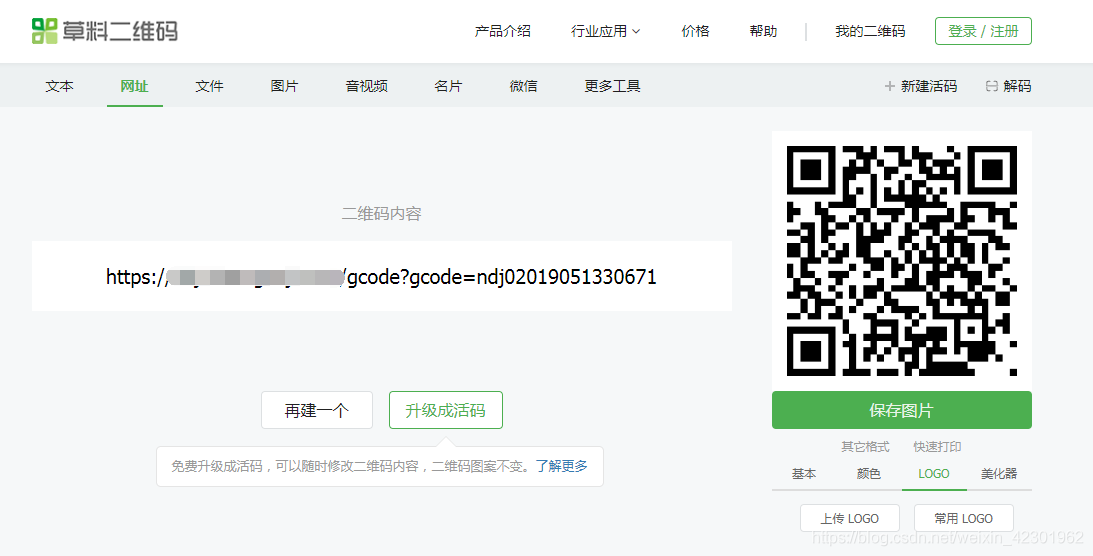 草料二维码
产品介绍 行业应用 价格 帮助 我的二维码 登录 / 注册
文本 网址 文件 图片 音视频 名片 微信 更多工具 + 新建活码 解码
二维码内容
https:// /gcode?gcode=ndj02019051330671
再建一个 升级成活码
免费升级成活码，可以随时修改二维码内容，二维码图案不变。了解更多
保存图片
其它格式 快速打印
基本 颜色 LOGO 美化器
上传 LOGO 常用 LOGO
https://blog.csdn.net/weixin_42301962